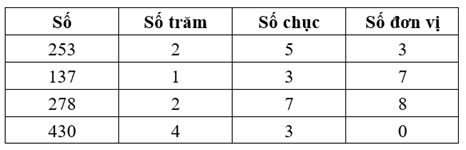 Số Số trăm Số chục Số đơn vị
253 2 5 3
137 1 3 7
278 2 7 8
430 4 3 0